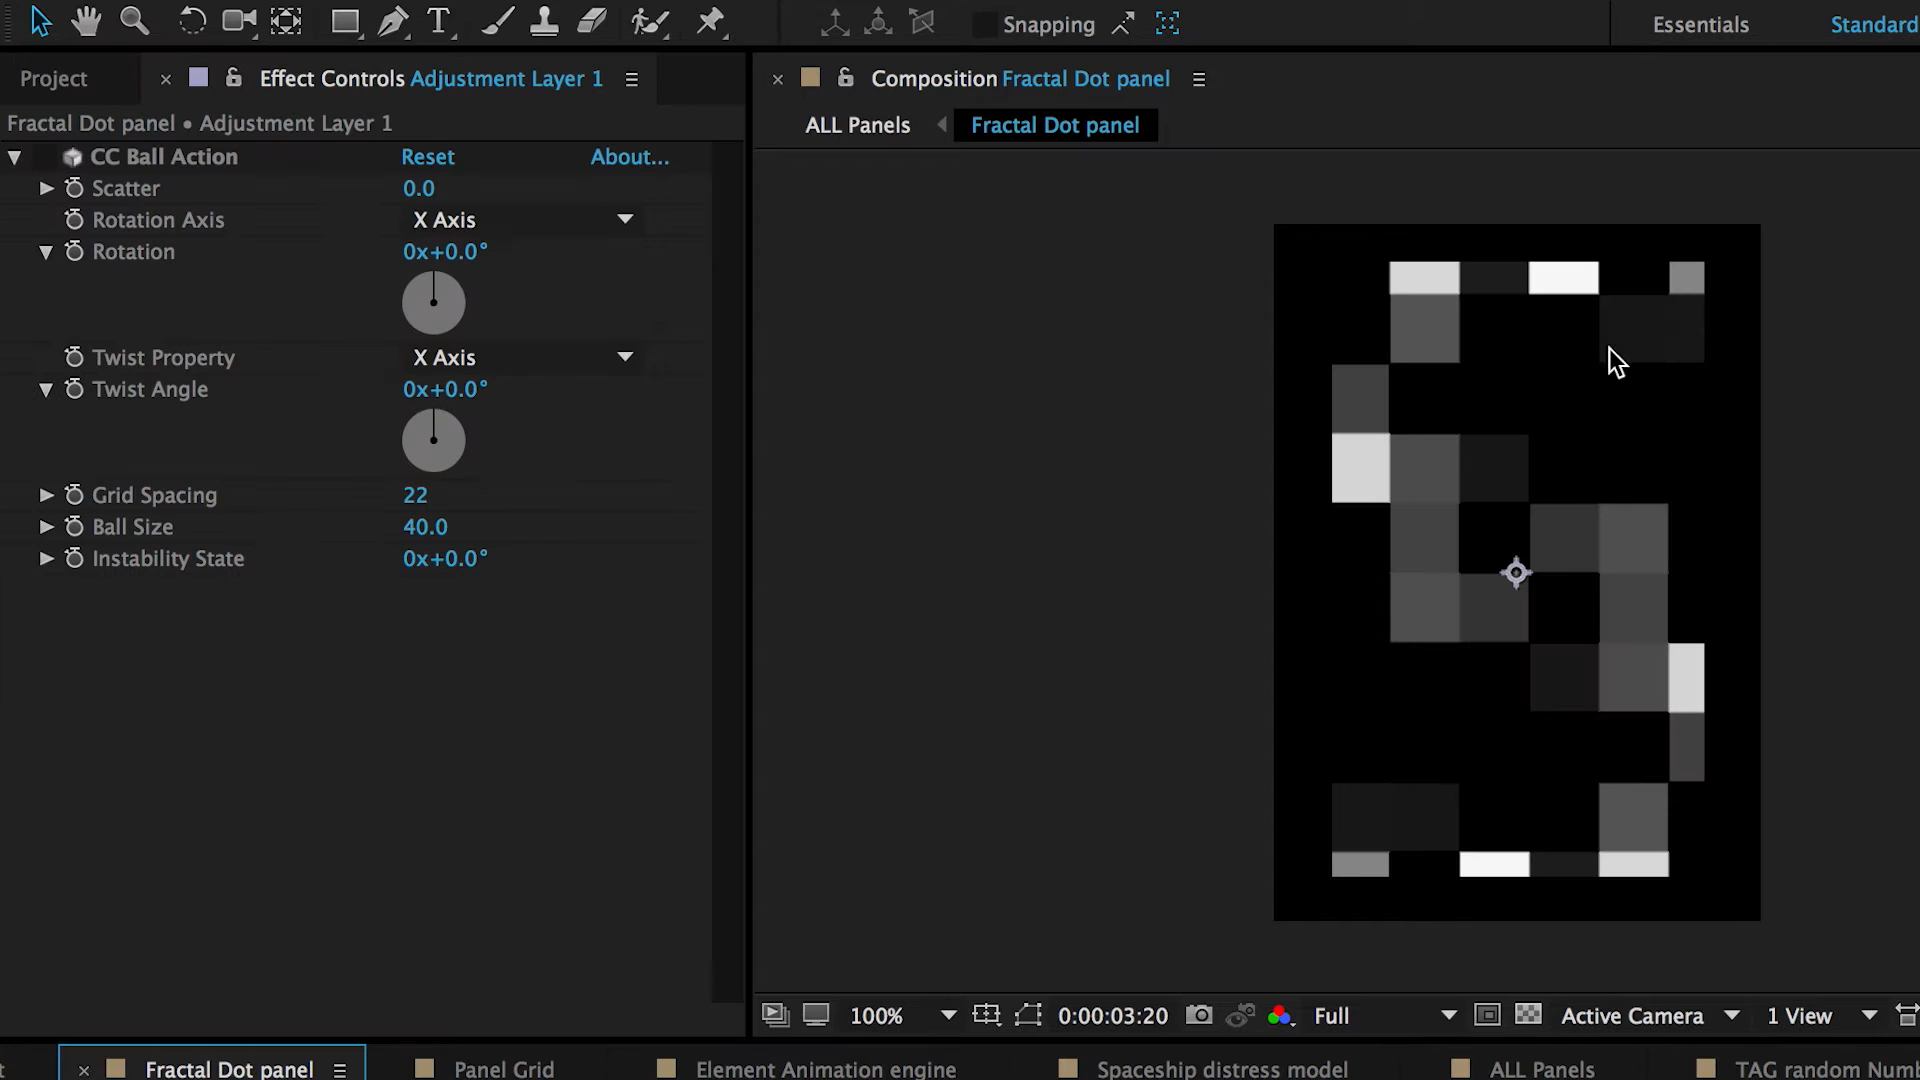 Snapping Essentials Standard
Project × Effect Controls Adjustment Layer 1
× Composition Fractal Dot panel
Fractal Dot panel • Adjustment Layer 1
ALL Panels Fractal Dot panel
CC Ball Action Reset About...
Scatter 0.0
Rotation Axis X Axis
Rotation 0x+0.0°
Twist Property X Axis
Twist Angle 0x+0.0°
Grid Spacing 22
Ball Size 40.0
Instability State 0x+0.0°
100% 0:00:03:20 Full Active Camera 1 View
× Fractal Dot panel Panel Grid Element Animation engine Spaceship distress model ALL Panels TAG random Numb